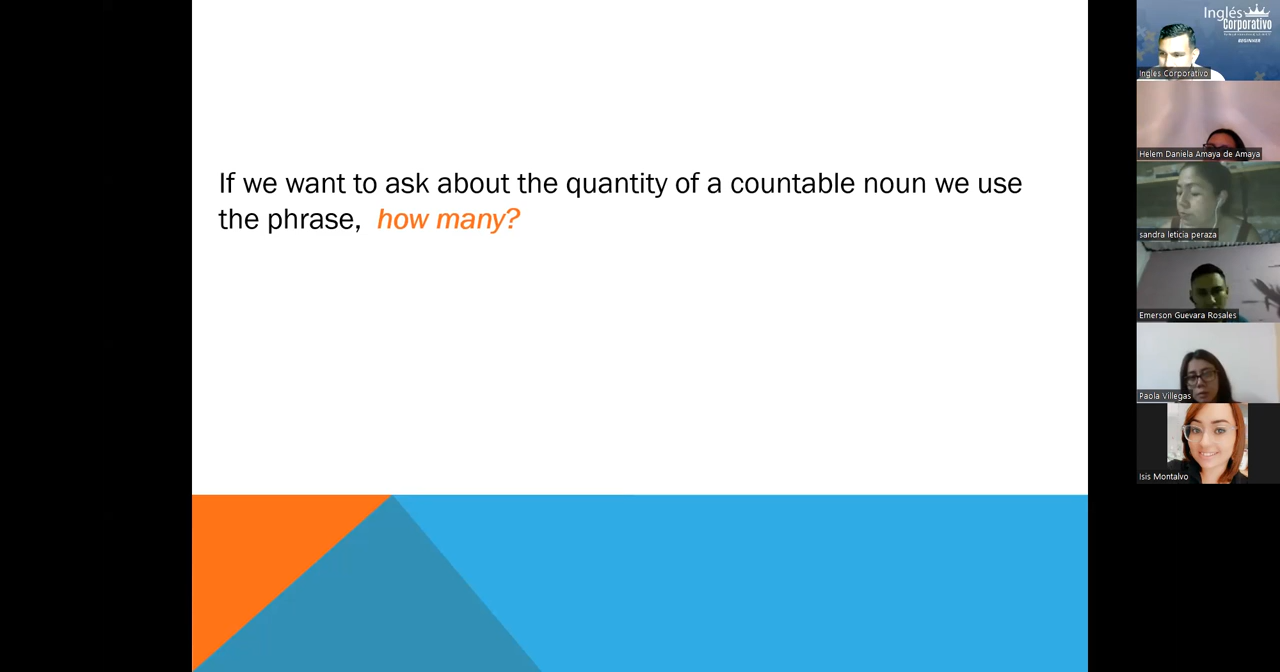 If we want to ask about the quantity of a countable noun we use
the phrase, how many?
Inglés
Corporativo
BEGINNER
Inglés Corporativo
Helem Daniela Amaya de Amaya
sandra leticia peraza
Emerson Guevara Rosales
Paola Villegas
Isis Montalvo